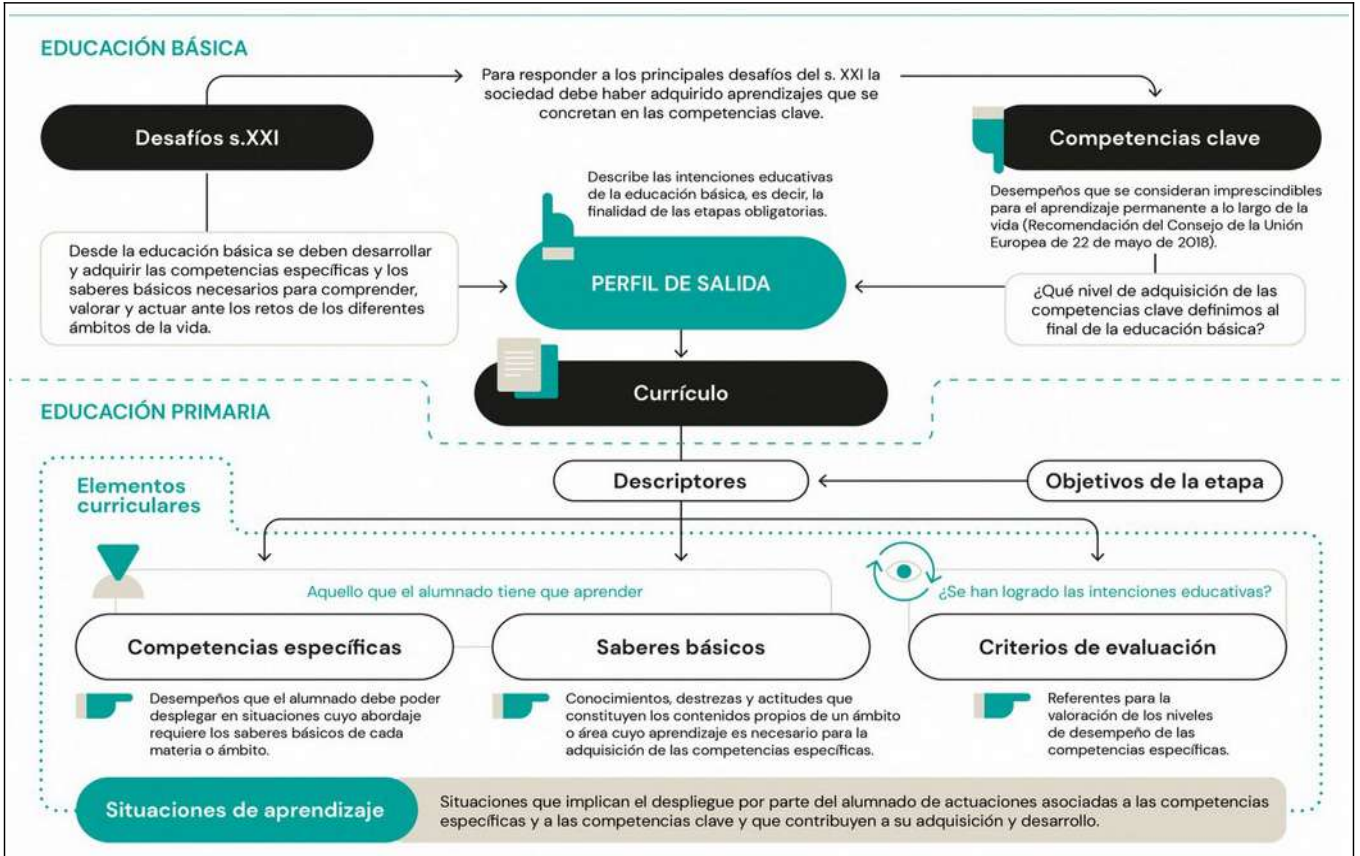 EDUCACIÓN BÁSICA
Para responder a los principales desafíos del s. XXI la
sociedad debe haber adquirido aprendizajes que se
concretan en las competencias clave.
Desafíos s.XXI
Competencias clave
Describe las intenciones educativas
de la educación básica, es decir, la
finalidad de las etapas obligatorias.
Desempeños que se consideran imprescindibles
para el aprendizaje permanente a lo largo de la
vida (Recomendación del Consejo de la Unión
Europea de 22 de mayo de 2018).
Desde la educación básica se deben desarrollar
y adquirir las competencias específicas y los
saberes básicos necesarios para comprender,
valorar y actuar ante los retos de los diferentes
ámbitos de la vida.
PERFIL DE SALIDA
¿Qué nivel de adquisición de las
competencias clave definimos al
final de la educación básica?
Currículo
EDUCACIÓN PRIMARIA
Elementos
curriculares
Descriptores
Objetivos de la etapa
Aquello que el alumnado tiene que aprender
¿Se han logrado las intenciones educativas?
Competencias específicas
Saberes básicos
Criterios de evaluación
Desempeños que el alumnado debe poder
desplegar en situaciones cuyo abordaje
requiere los saberes básicos de cada
materia o ámbito.
Conocimientos, destrezas y actitudes que
constituyen los contenidos propios de un ámbito
o área cuyo aprendizaje es necesario para la
adquisición de las competencias específicas.
Referentes para la
valoración de los niveles
de desempeño de las
competencias específicas.
Situaciones de aprendizaje
Situaciones que implican el despliegue por parte del alumnado de actuaciones asociadas a las competencias
específicas y a las competencias clave y que contribuyen a su adquisición y desarrollo.